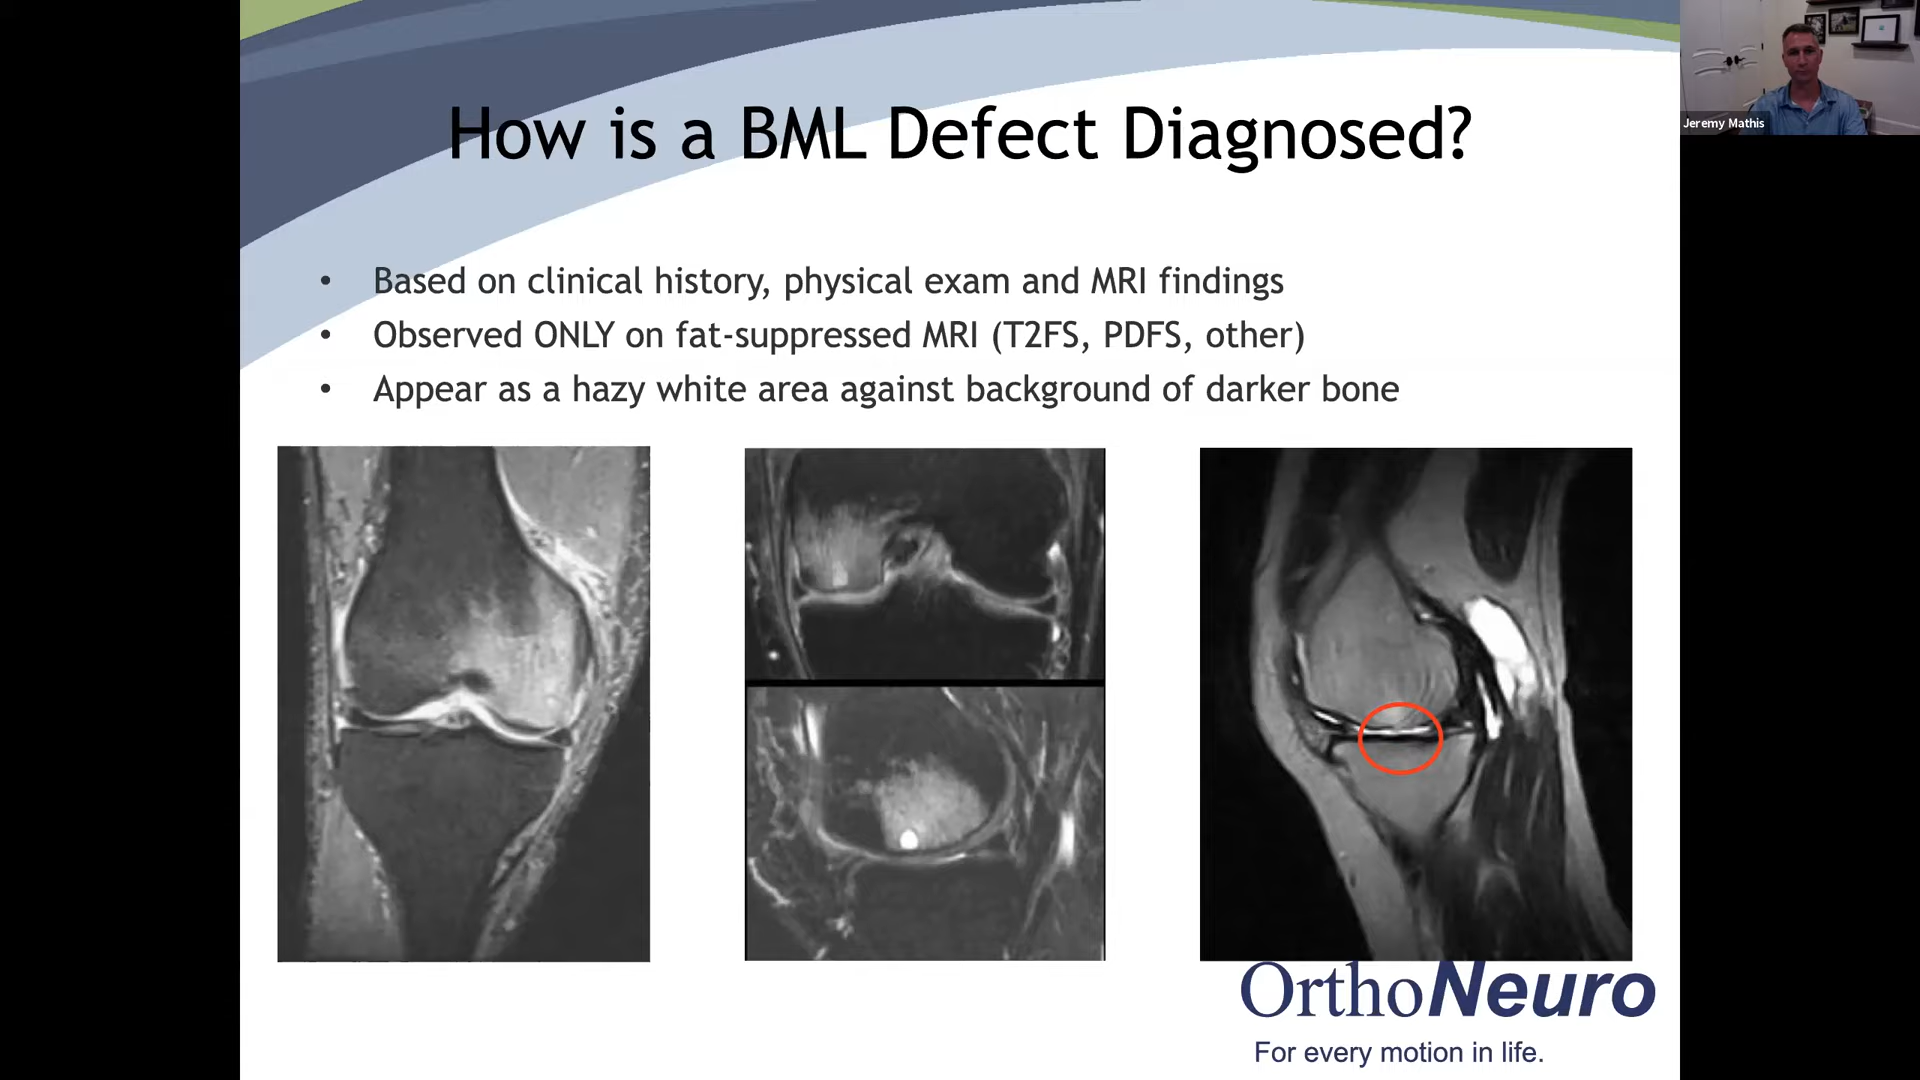 How is a BML Defect Diagnosed?
Jeremy Mathis
• Based on clinical history, physical exam and MRI findings
• Observed ONLY on fat-suppressed MRI (T2FS, PDFS, other)
• Appear as a hazy white area against background of darker bone
OrthoNeuro
For every motion in life.